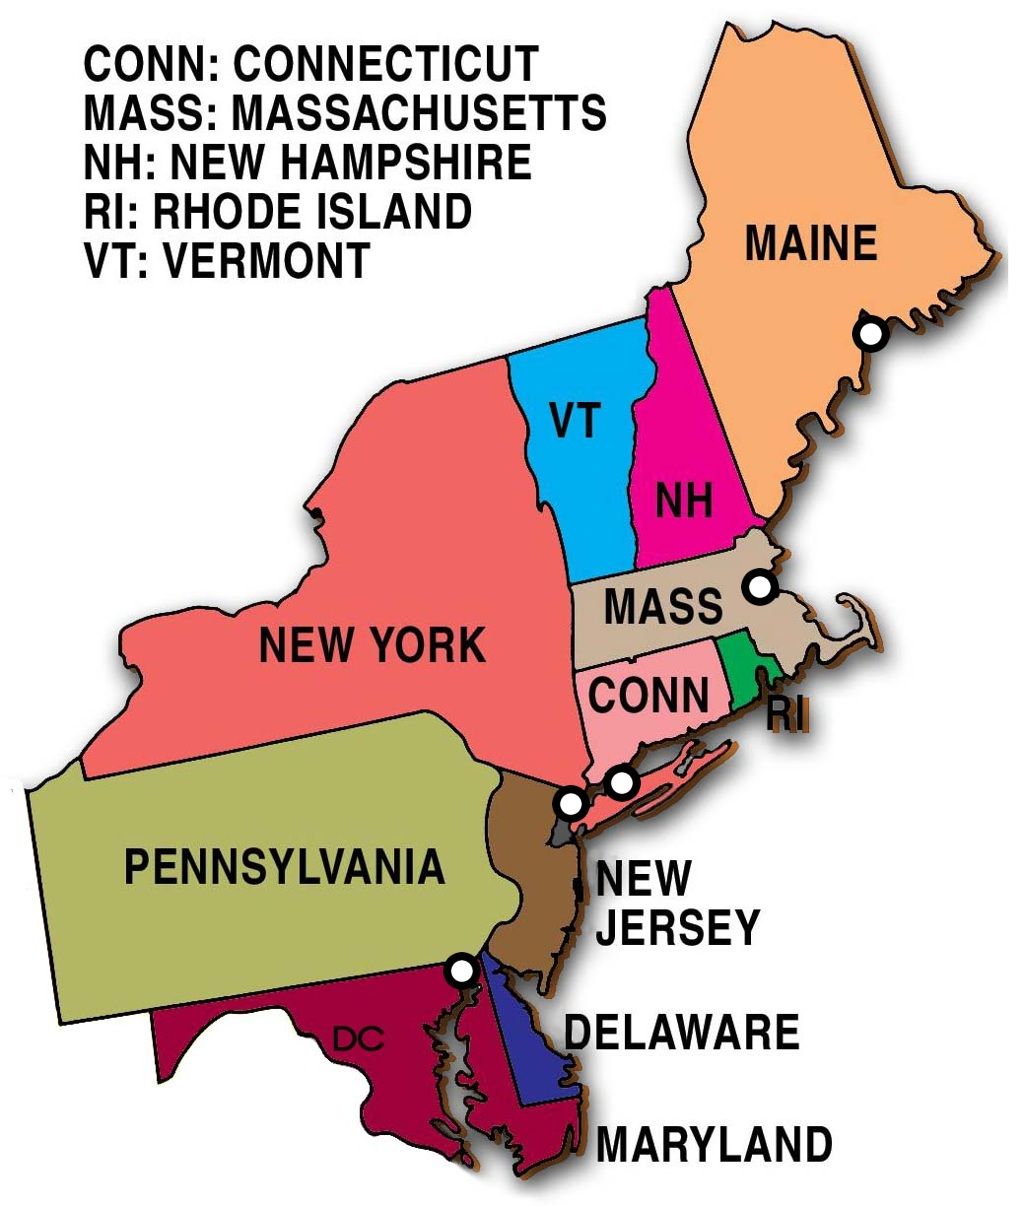 CONN: CONNECTICUT
MASS: MASSACHUSETTS
NH: NEW HAMPSHIRE
RI: RHODE ISLAND
VT: VERMONT
MAINE
VT
NH
MASS
NEW YORK
CONN
RI
PENNSYLVANIA
NEW
JERSEY
DC
DELAWARE
MARYLAND